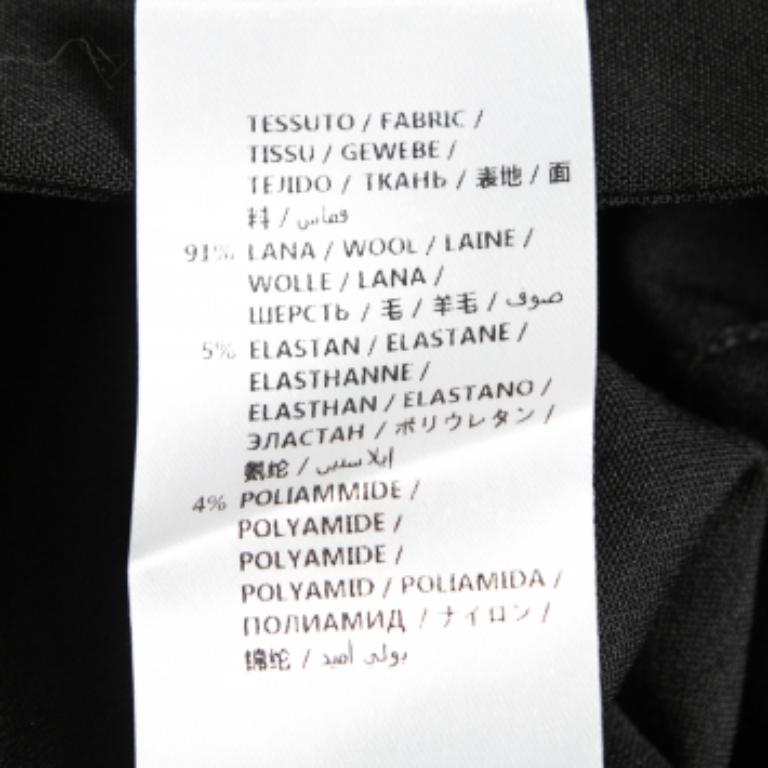 TESSUTO / FABRIC /
TISSU / GEWEBE /
TEJIDO / ТКАНЬ / 表地 / 面
料 / قماس
91% LANA / WOOL / LAINE /
WOLLE / LANA /
ШЕРСТЬ / 毛 / 羊毛 / صوف
5% ELASTAN / ELASTANE /
ELASTHANNE /
ELASTHAN / ELASTANO /
ЭЛАСТАН / ポリウレタン /
氨纶 /
4% POLIAMMIDE /
POLYAMIDE /
POLYAMIDE /
POLYAMID / POLIAMIDA /
ПОЛИАМИД / ナイロン /
锦纶 / بولي أميد